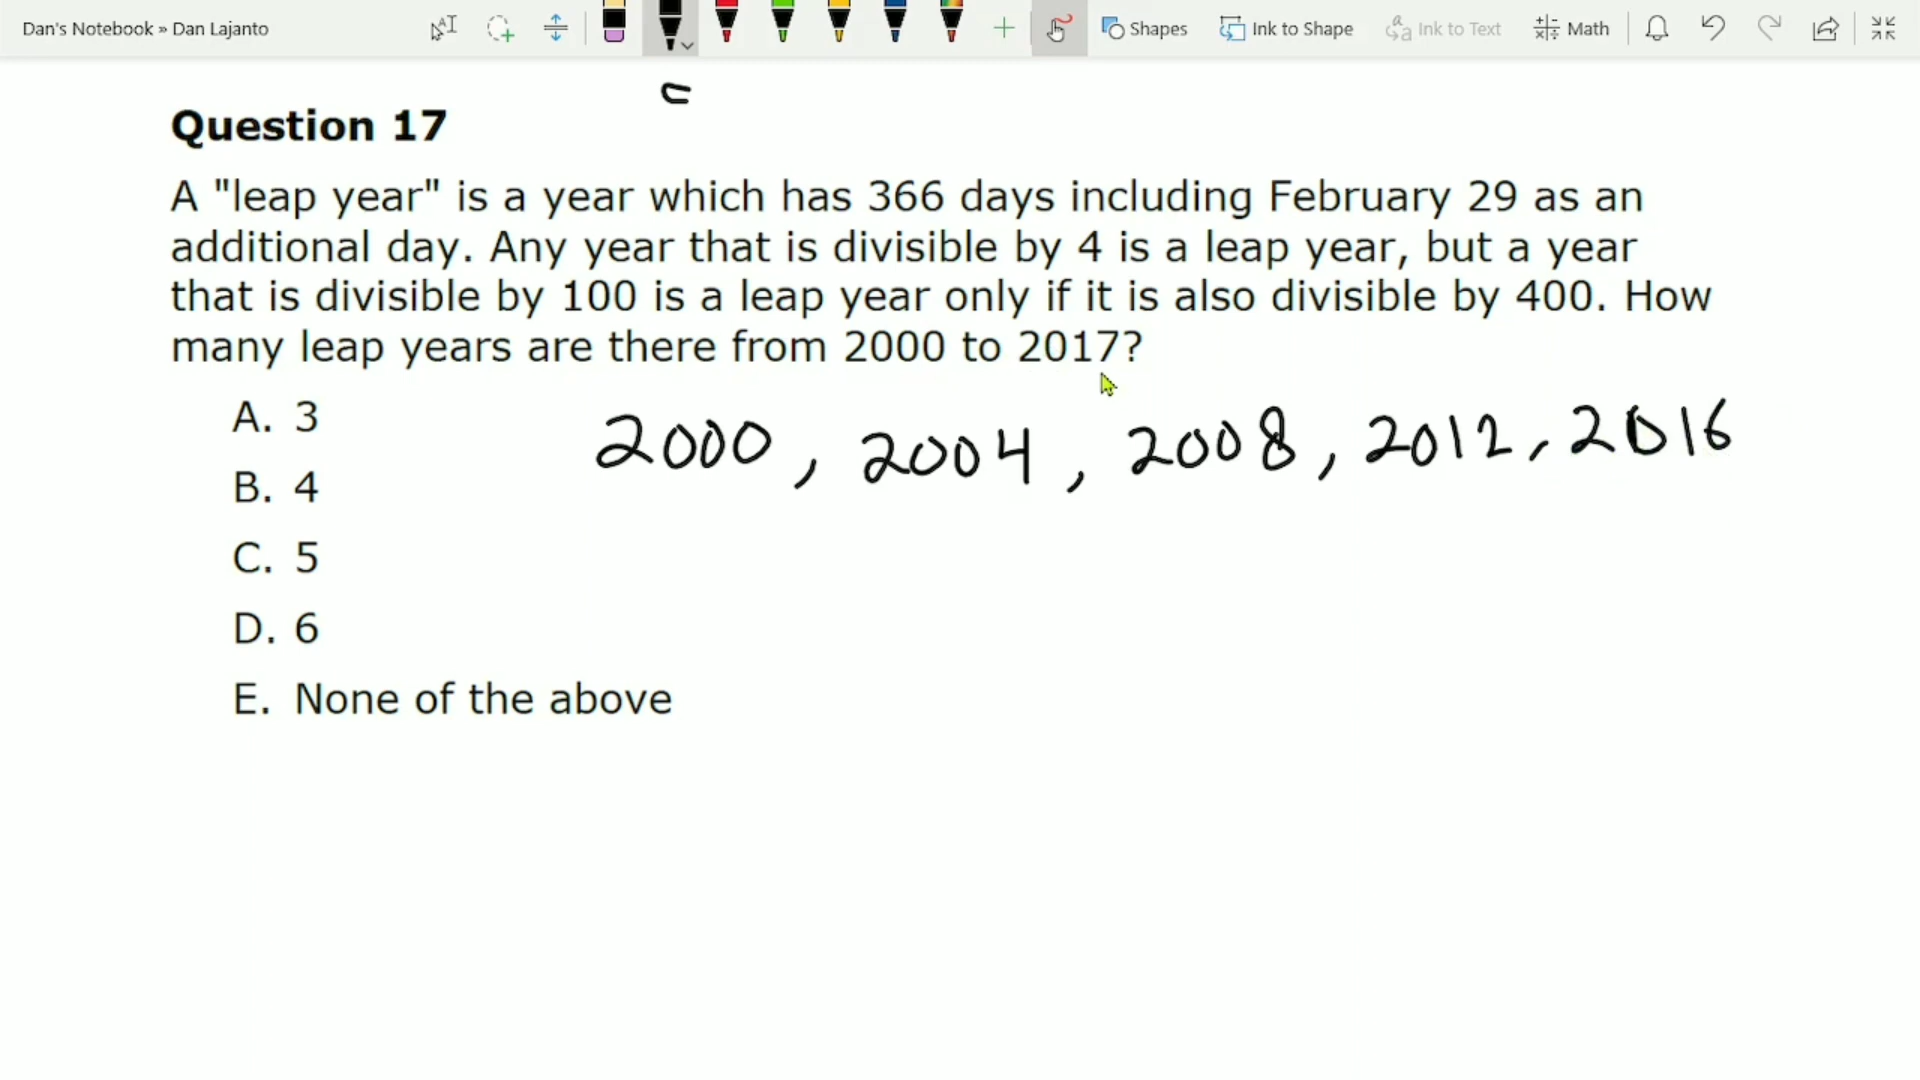 Dan's Notebook » Dan Lajanto Shapes Ink to Shape Ink to Text Math
Question 17
A "leap year" is a year which has 366 days including February 29 as an
additional day. Any year that is divisible by 4 is a leap year, but a year
that is divisible by 100 is a leap year only if it is also divisible by 400. How
many leap years are there from 2000 to 2017?
A. 3
2000, 2004, 2008, 2012, 2016
B. 4
C. 5
D. 6
E. None of the above